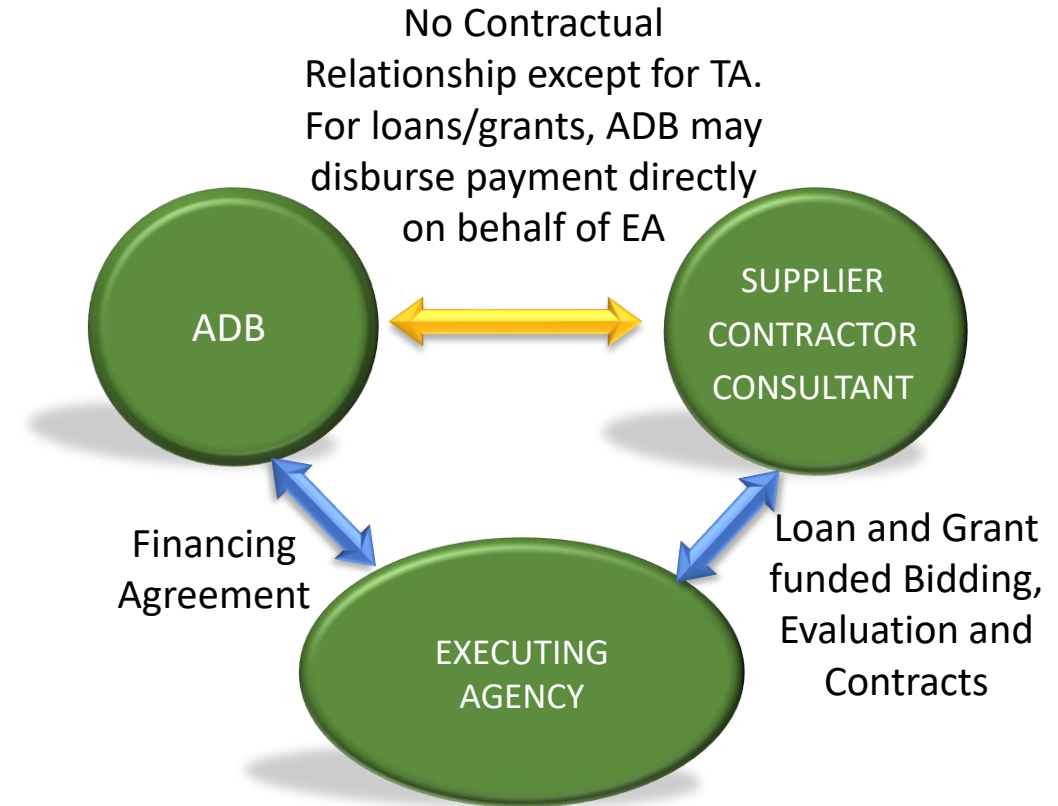 No Contractual
Relationship except for TA.
For loans/grants, ADB may
disburse payment directly
on behalf of EA
ADB
SUPPLIER
CONTRACTOR
CONSULTANT
Financing
Agreement
Loan and Grant
funded Bidding,
Evaluation and
Contracts
EXECUTING
AGENCY